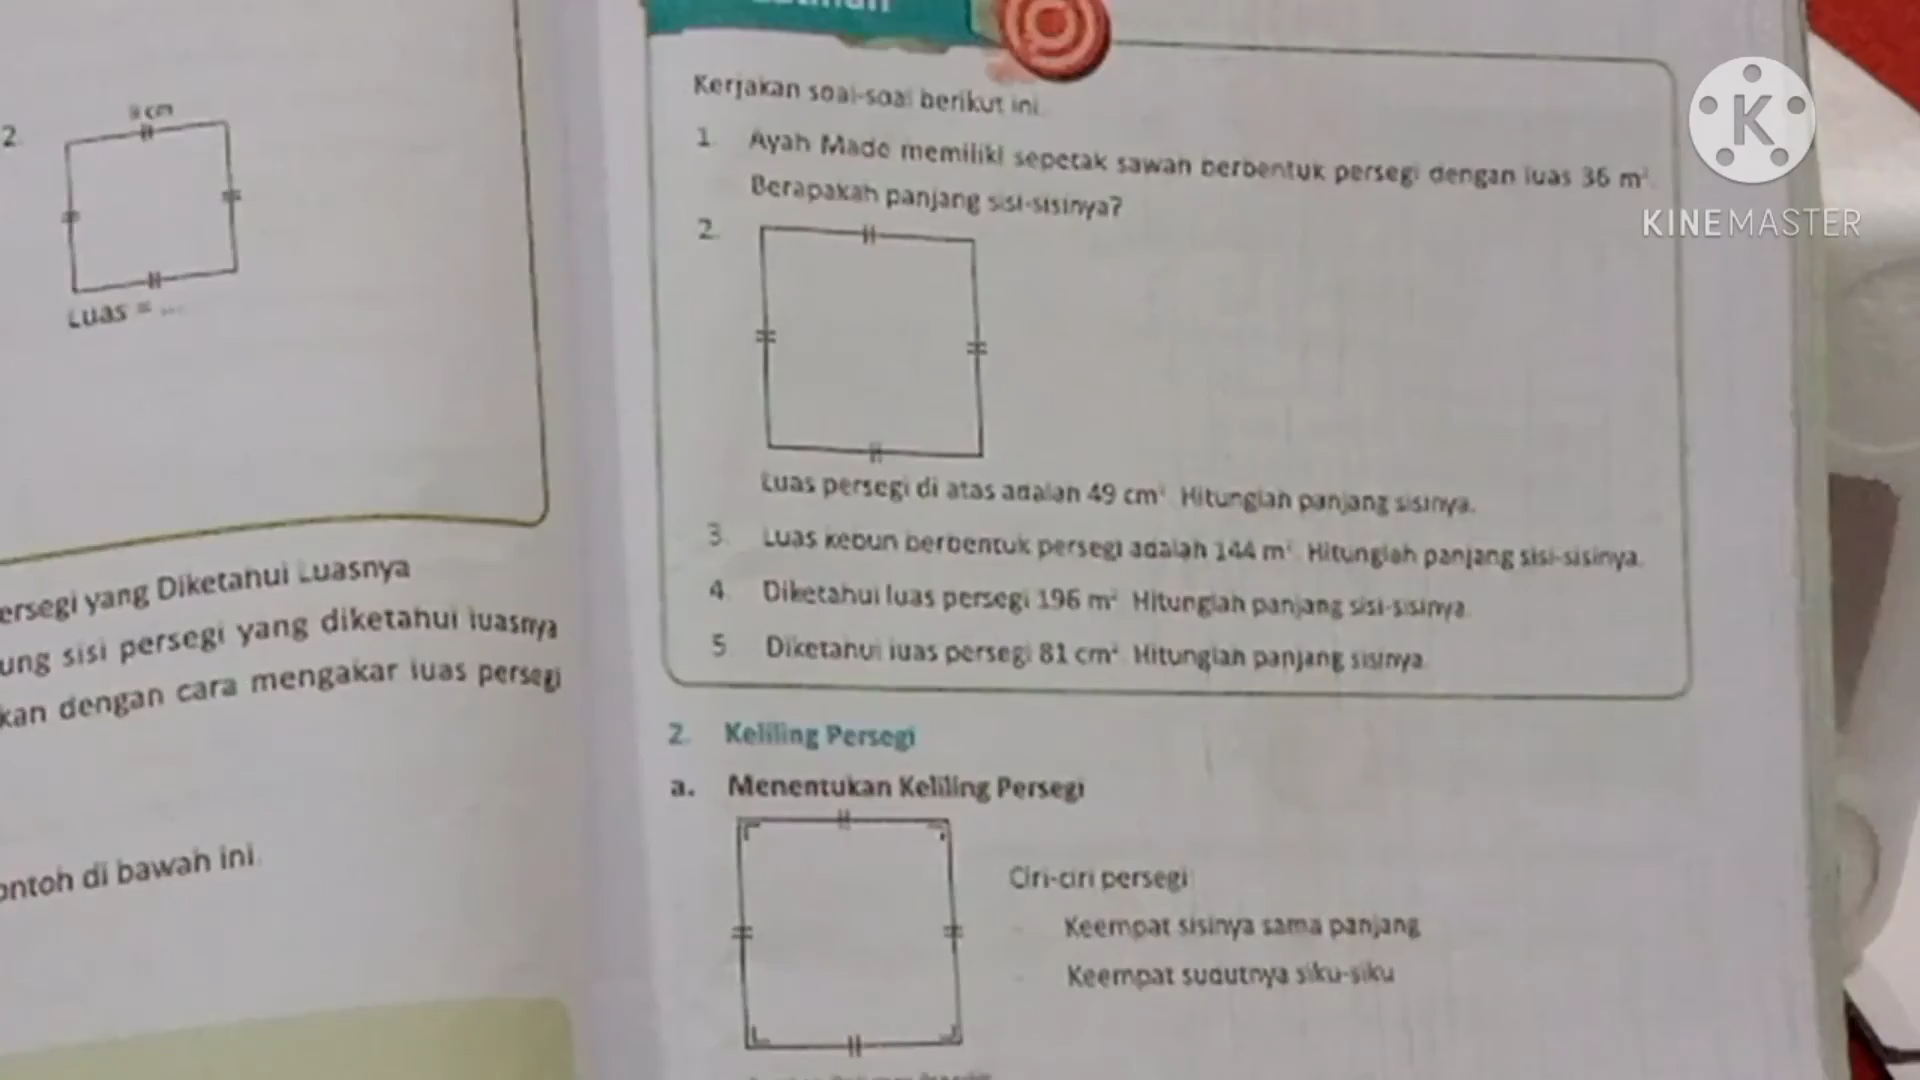 2.
cm
Luas = ...
ersegi yang Diketahui Luasnya
ung sisi persegi yang diketahui luasnya
kan dengan cara mengakar luas persegi
ontoh di bawah ini.
Kerjakan soal-soal berikut ini.
1. Ayah Made memiliki sepetak sawah berbentuk persegi dengan luas 36 m².
Berapakah panjang sisi-sisinya?
2.
Luas persegi di atas adalah 49 cm². Hitunglah panjang sisinya.
3. Luas kebun berbentuk persegi adalah 144 m². Hitunglah panjang sisi-sisinya.
4. Diketahui luas persegi 196 m². Hitunglah panjang sisi-sisinya.
5. Diketahui luas persegi 81 cm². Hitunglah panjang sisinya.
2. Keliling Persegi
a. Menentukan Keliling Persegi
Ciri-ciri persegi
- Keempat sisinya sama panjang
- Keempat sudutnya siku-siku
K
KINEMASTER